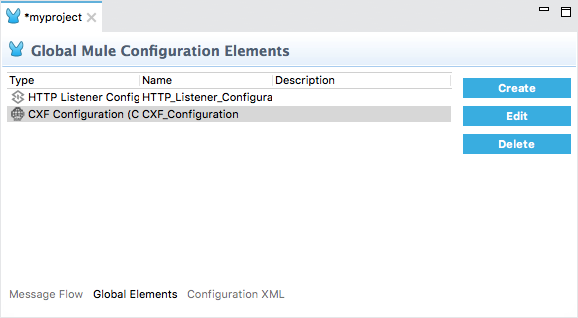 *myproject
Global Mule Configuration Elements
Type Name Description
HTTP Listener Config HTTP_Listener_Configura
CXF Configuration (C CXF_Configuration
Create
Edit
Delete
Message Flow Global Elements Configuration XML